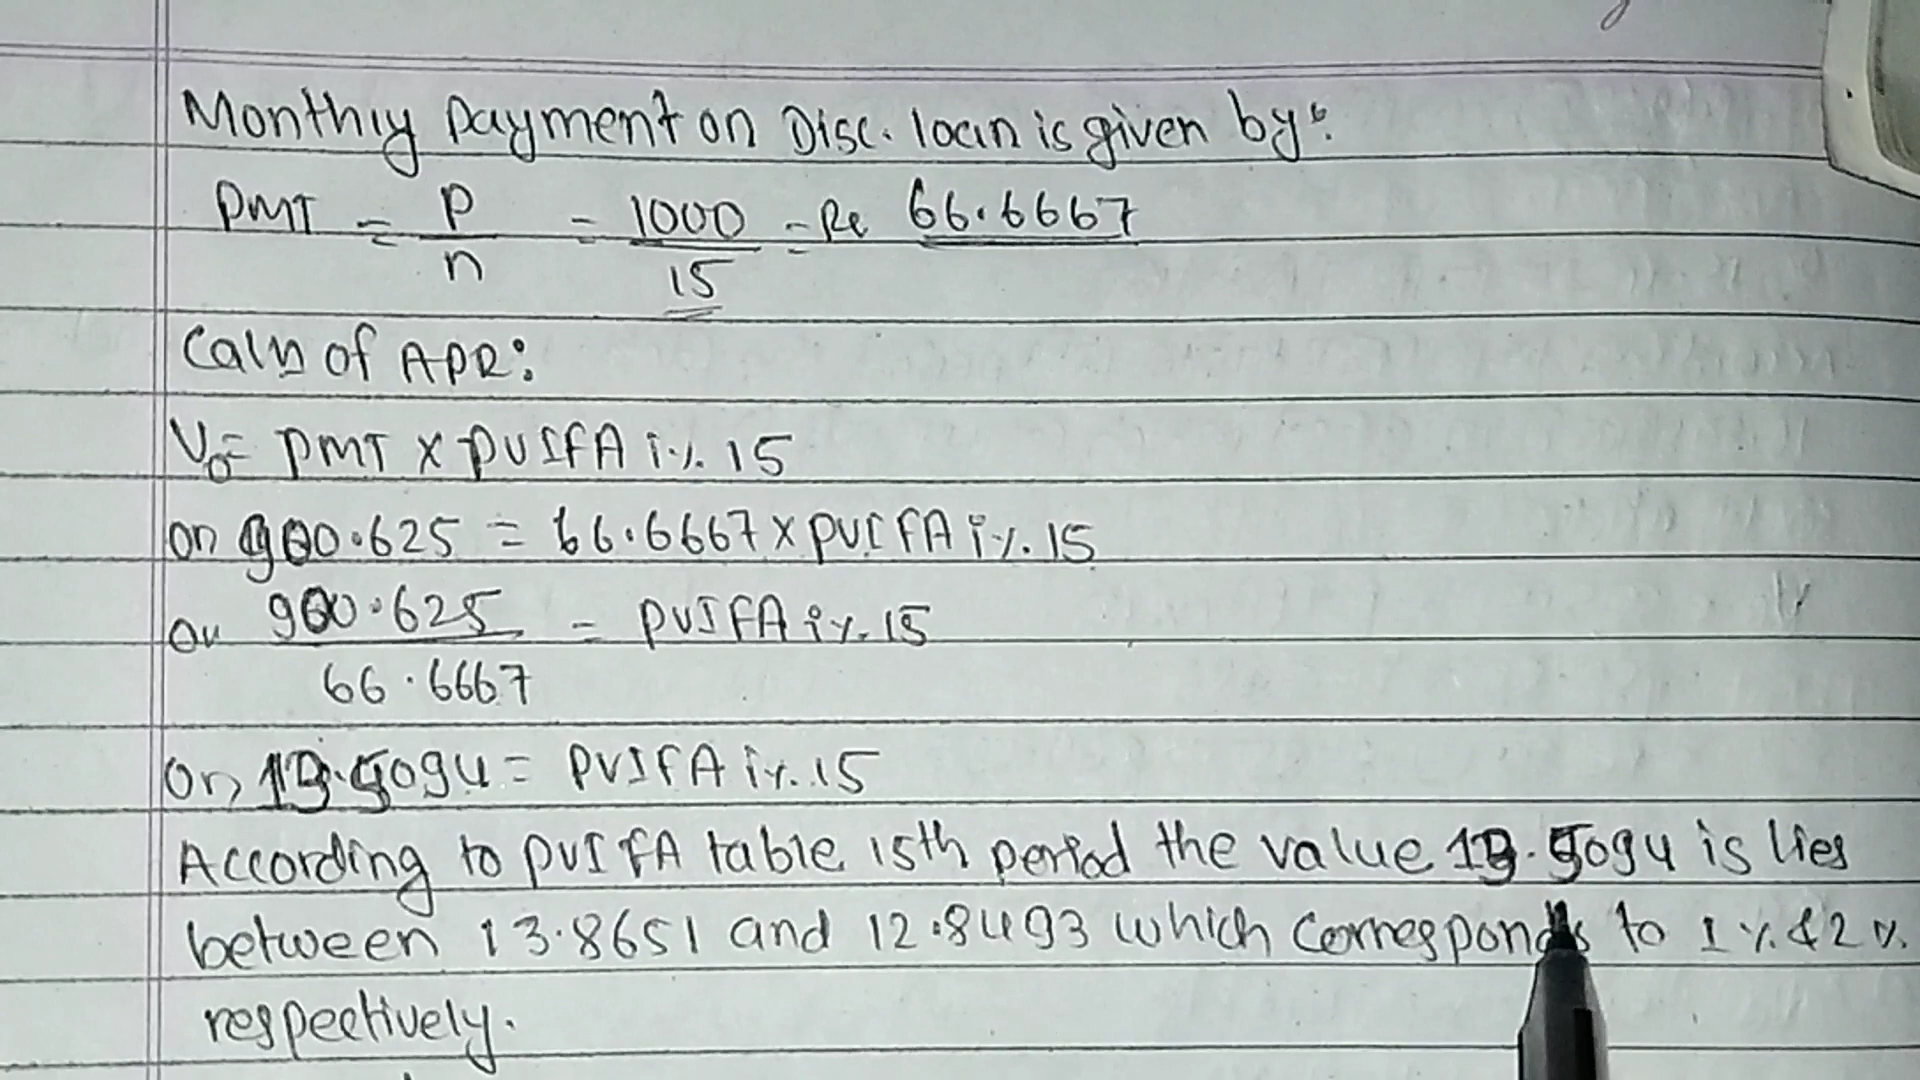 Monthly payment on Disc. loan is given by:
PMT = P/n = 1000/15 = Re 66.6667
Caln of APR:
V0 = PMT x PVIFA i% 15
or 900.625 = 66.6667 x PVIFA i% 15
or 900.625 / 66.6667 = PVIFA i% 15
or, 13.5094 = PVIFA i% 15
According to PVIFA table 15th period the value 13.5094 is lies
between 13.8651 and 12.8493 which corresponds to 1% & 2%
respectively.